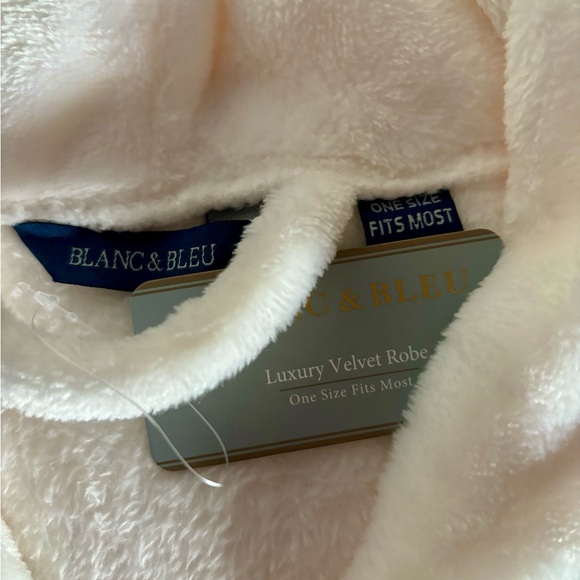 BLANC & BLEU
ONE SIZE
FITS MOST
C & BLEU
Luxury Velvet Robe
One Size Fits Most